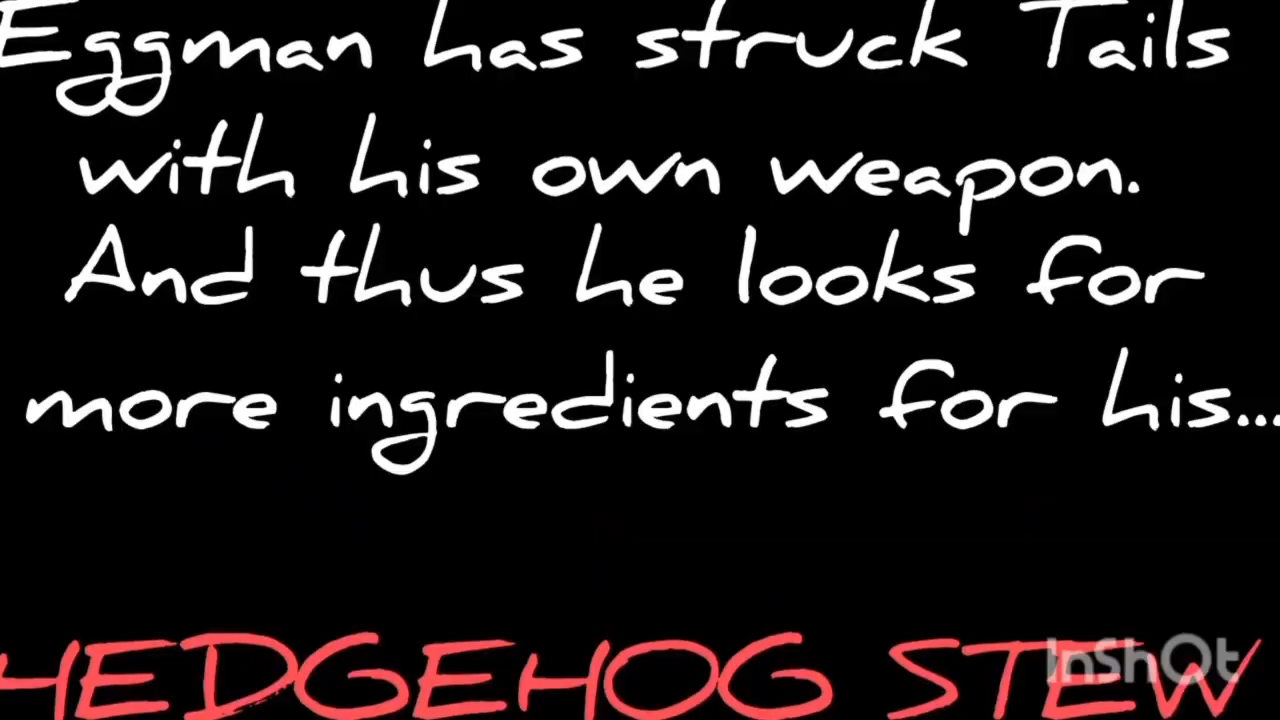 Eggman has struck Tails
with his own weapon.
And thus he looks for
more ingredients for his...
HEDGEHOG STEW
InShOt